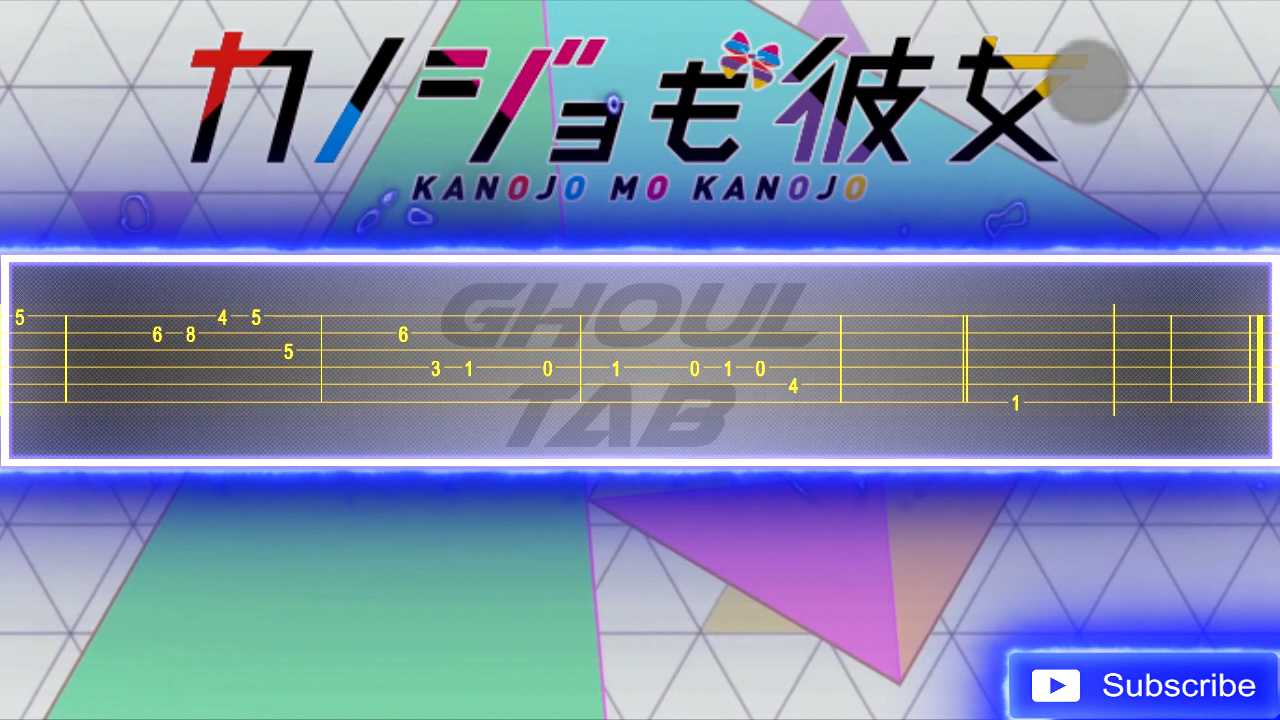 カノジョも彼女
KANOJO MO KANOJO
GHOUL
TAB
5 4 5
6 8 6
5
3 1 0 1 0 1 0
4
1
Subscribe